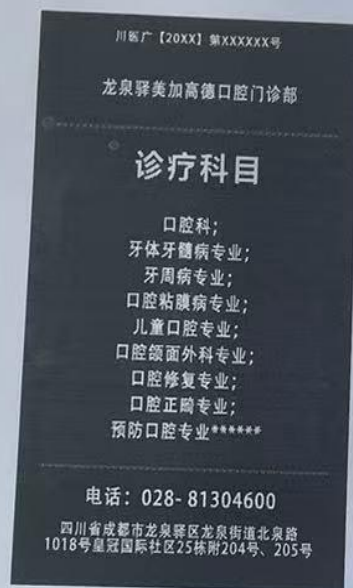 川医广【20XX】第XXXXXX号
龙泉驿美加高德口腔门诊部
诊疗科目
口腔科；
牙体牙髓病专业；
牙周病专业；
口腔粘膜病专业；
儿童口腔专业；
口腔颌面外科专业；
口腔修复专业；
口腔正畸专业；
预防口腔专业******
电话：028-81304600
四川省成都市龙泉驿区龙泉街道北泉路
1018号皇冠国际社区25栋附204号、205号